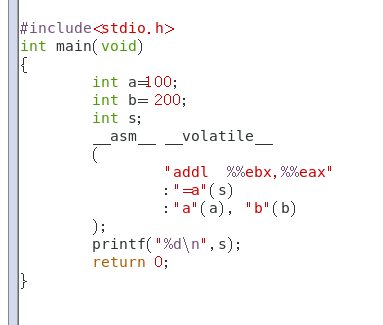 #include<stdio.h>
int main(void)
{
int a=100;
int b= 200;
int s;
__asm__ __volatile__
(
"addl  %%ebx,%%eax"
:"=a"(s)
:"a"(a), "b"(b)
);
printf("%d\n",s);
return 0;
}